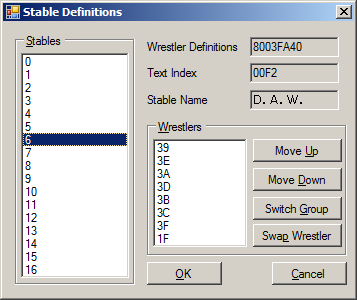 Stable Definitions
Stables
0
1
2
3
4
5
6
7
8
9
10
11
12
13
14
15
16
Wrestler Definitions 8003FA40
Text Index 00F2
Stable Name D. A. W.
Wrestlers
39
3E
3A
3D
3B
3C
3F
1F
Move Up
Move Down
Switch Group
Swap Wrestler
OK
Cancel